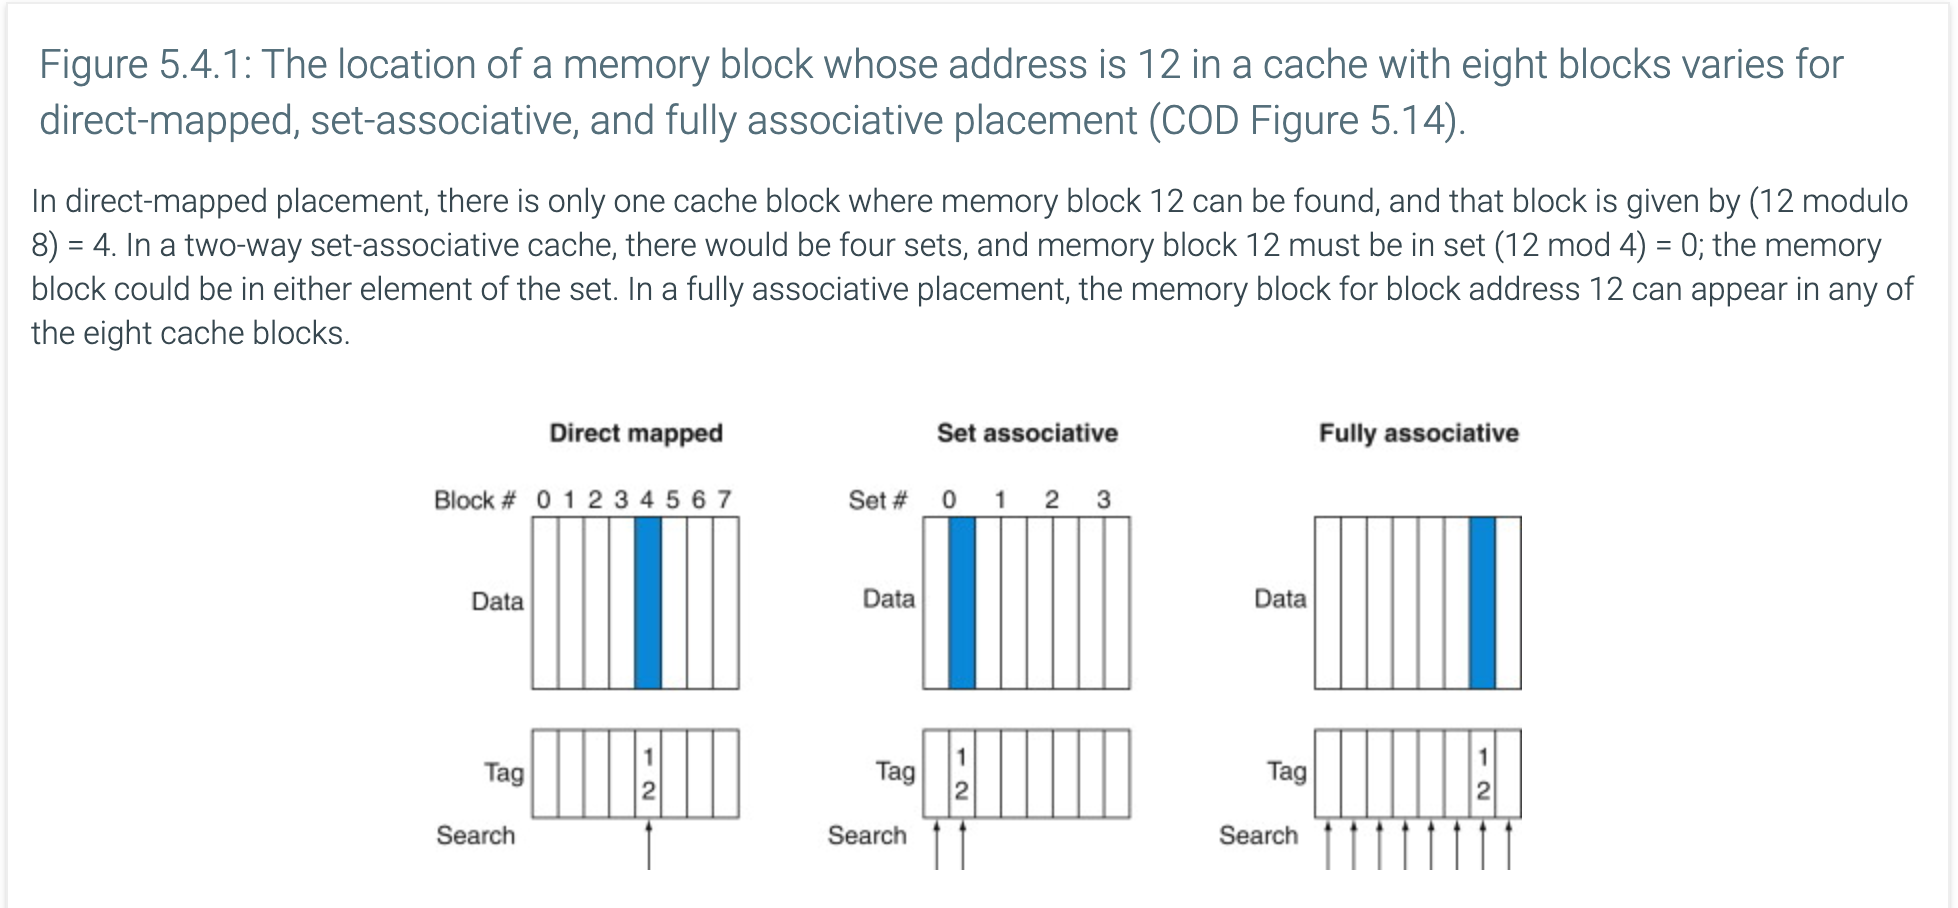 Figure 5.4.1: The location of a memory block whose address is 12 in a cache with eight blocks varies for
direct-mapped, set-associative, and fully associative placement (COD Figure 5.14).
In direct-mapped placement, there is only one cache block where memory block 12 can be found, and that block is given by (12 modulo
8) = 4. In a two-way set-associative cache, there would be four sets, and memory block 12 must be in set (12 mod 4) = 0; the memory
block could be in either element of the set. In a fully associative placement, the memory block for block address 12 can appear in any of
the eight cache blocks.
Direct mapped
Block # 0 1 2 3 4 5 6 7
Data
Tag
1
2
Search
Set associative
Set # 0 1 2 3
Data
Tag
1
2
Search
Fully associative
Data
Tag
1
2
Search